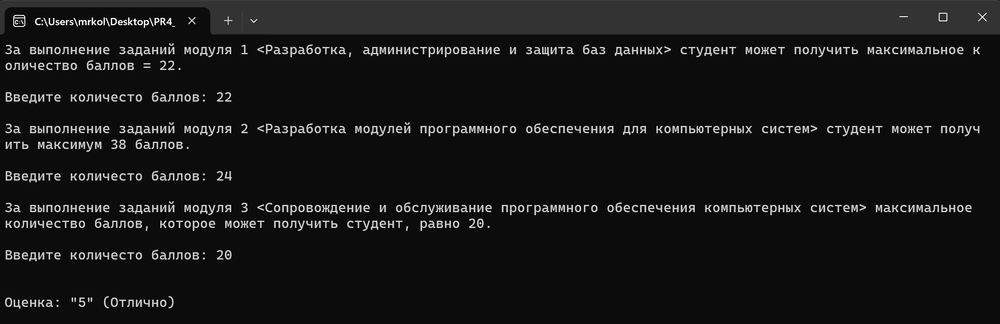 C:\Users\mrkol\Desktop\PR4_
За выполнение заданий модуля 1 <Разработка, администрирование и защита баз данных> студент может получить максимальное к
оличество баллов = 22.
Введите количесто баллов: 22
За выполнение заданий модуля 2 <Разработка модулей программного обеспечения для компьютерных систем> студент может получ
ить максимум 38 баллов.
Введите количесто баллов: 24
За выполнение заданий модуля 3 <Сопровождение и обслуживание программного обеспечения компьютерных систем> максимальное
количество баллов, которое может получить студент, равно 20.
Введите количесто баллов: 20
Оценка: "5" (Отлично)